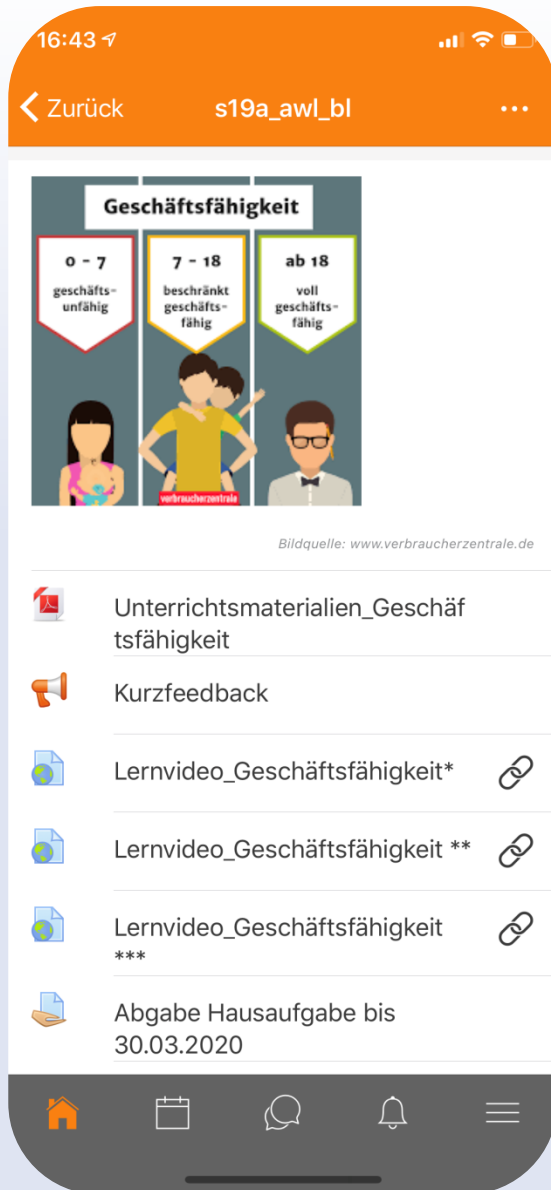 16:43
Zurück
s19a_awl_bl
Geschäftsfähigkeit
0 - 7
geschäfts-
unfähig
7 - 18
beschränkt
geschäfts-
fähig
ab 18
voll
geschäfts-
fähig
verbraucherzentrale
Bildquelle: www.verbraucherzentrale.de
Unterrichtsmaterialien_Geschäf
tsfähigkeit
Kurzfeedback
Lernvideo_Geschäftsfähigkeit*
Lernvideo_Geschäftsfähigkeit **
Lernvideo_Geschäftsfähigkeit
***
Abgabe Hausaufgabe bis
30.03.2020